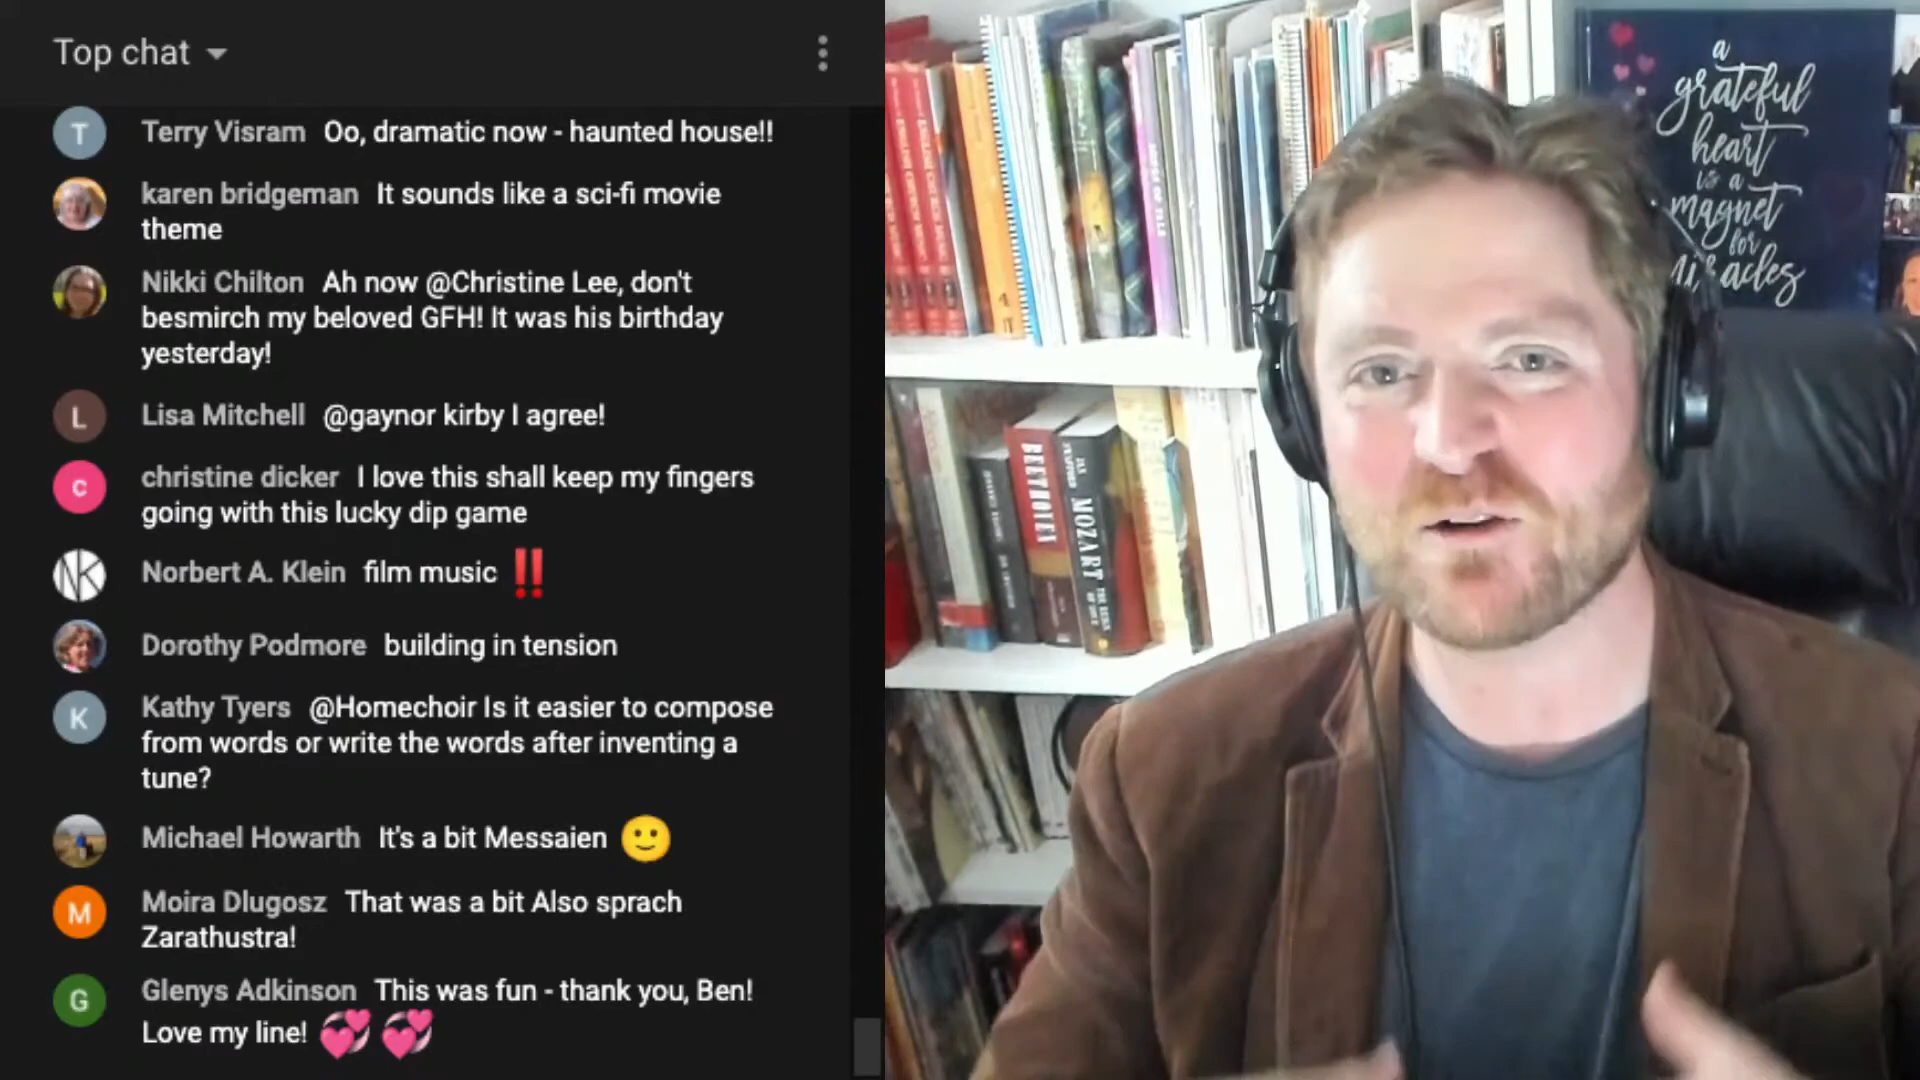 Top chat
T
Terry Visram Oo, dramatic now - haunted house!!
karen bridgeman It sounds like a sci-fi movie
theme
Nikki Chilton Ah now @Christine Lee, don't
besmirch my beloved GFH! It was his birthday
yesterday!
L
Lisa Mitchell @gaynor kirby I agree!
c
christine dicker I love this shall keep my fingers
going with this lucky dip game
NK
Norbert A. Klein film music ‼️
Dorothy Podmore building in tension
K
Kathy Tyers @Homechoir Is it easier to compose
from words or write the words after inventing a
tune?
Michael Howarth It's a bit Messaien 🙂
M
Moira Dlugosz That was a bit Also sprach
Zarathustra!
G
Glenys Adkinson This was fun - thank you, Ben!
Love my line! 💞 💞
a
grateful
heart
is a
magnet
for
miracles
BEETHOVEN
MOZART